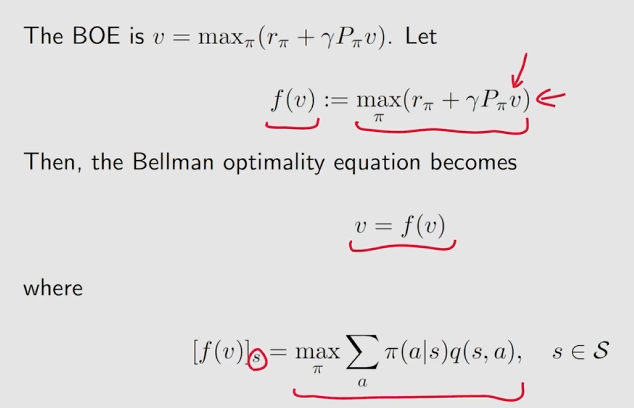 The BOE is v = max_π(r_π + γP_πv). Let
f(v) := max_π(r_π + γP_πv)
Then, the Bellman optimality equation becomes
v = f(v)
where
[f(v)]_s = max_π ∑_a π(a|s)q(s, a), s ∈ 𝒮